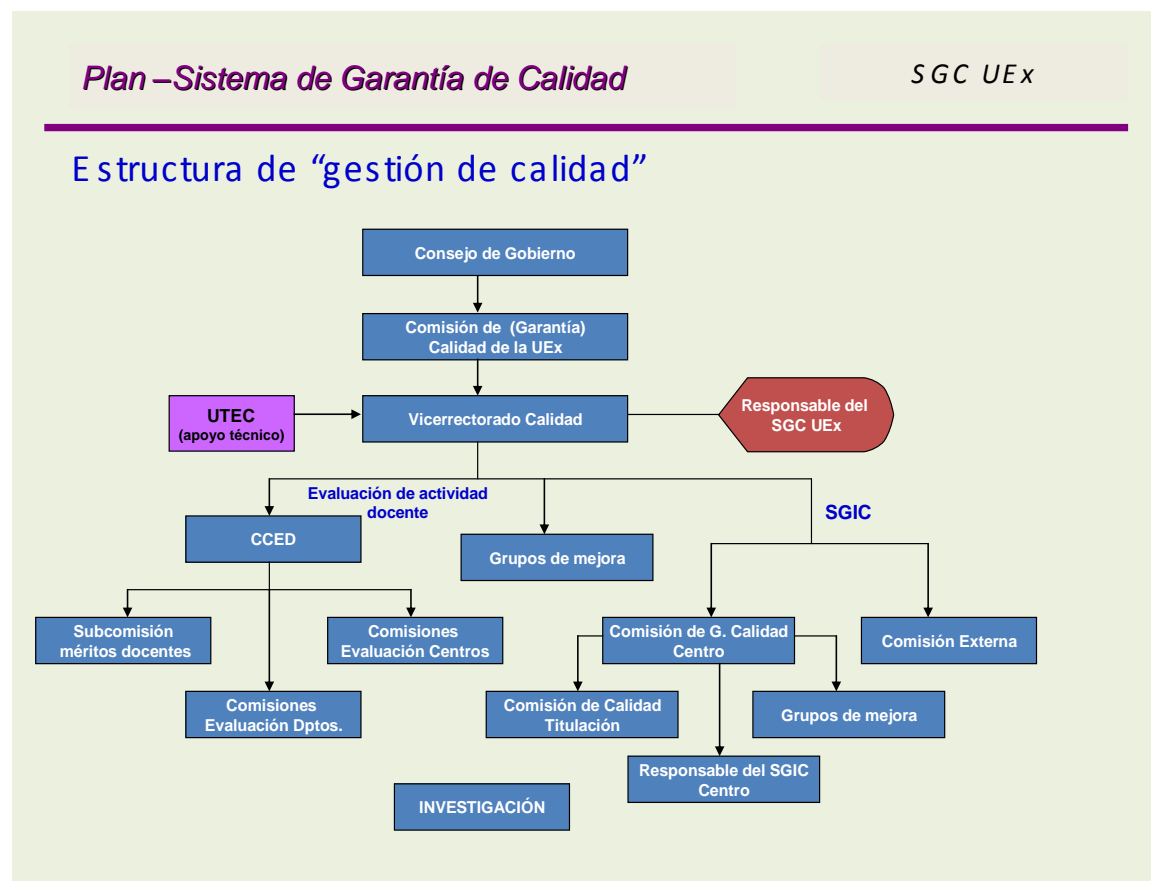 Plan –Sistema de Garantía de Calidad
SGC UEx
Estructura de “gestión de calidad”
Consejo de Gobierno
Comisión de (Garantía)
Calidad de la UEx
UTEC
(apoyo técnico)
Vicerrectorado Calidad
Responsable del
SGC UEx
Evaluación de actividad
docente
SGIC
CCED
Grupos de mejora
Subcomisión
méritos docentes
Comisiones
Evaluación Centros
Comisión de G. Calidad
Centro
Comisión Externa
Comisiones
Evaluación Dptos.
Comisión de Calidad
Titulación
Grupos de mejora
Responsable del SGIC
Centro
INVESTIGACIÓN